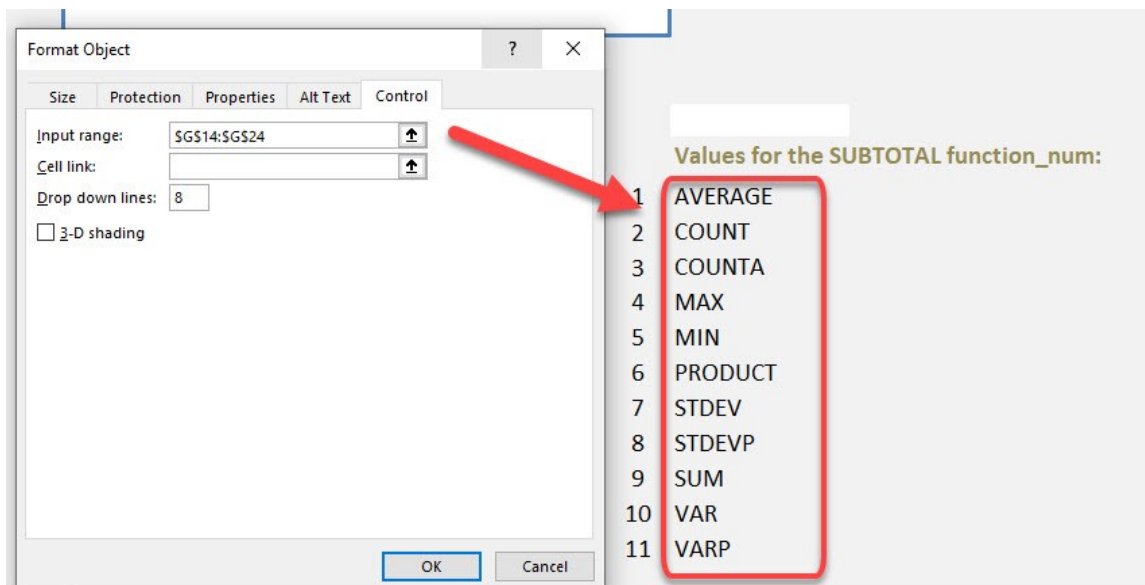 Format Object ? ×
Size Protection Properties Alt Text Control
Input range: $G$14:$G$24
Cell link:
Drop down lines: 8
3-D shading
OK Cancel
Values for the SUBTOTAL function_num:
1 AVERAGE
2 COUNT
3 COUNTA
4 MAX
5 MIN
6 PRODUCT
7 STDEV
8 STDEVP
9 SUM
10 VAR
11 VARP